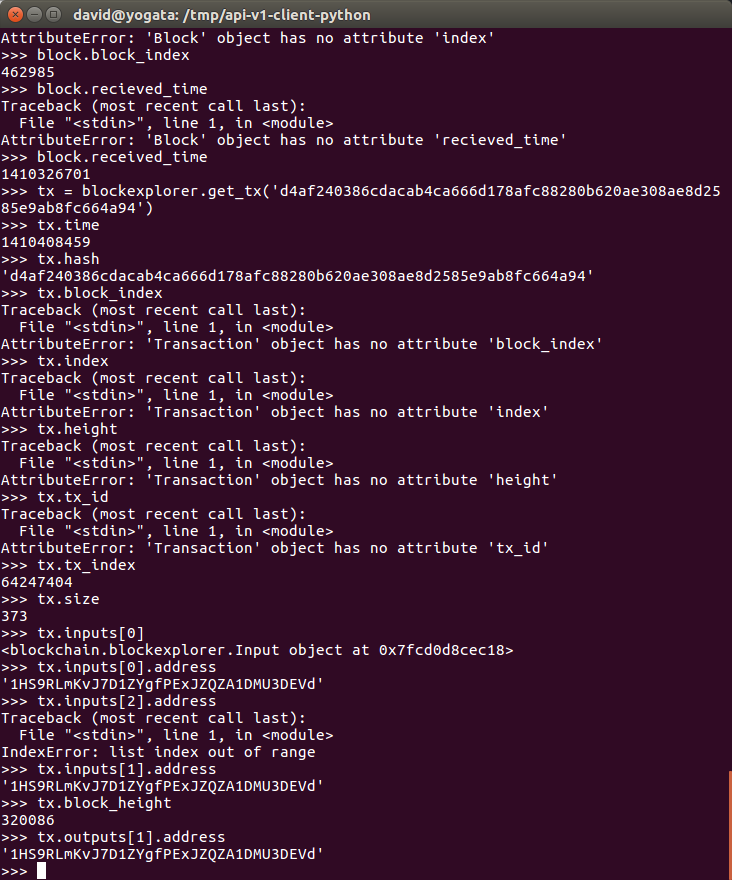 david@yogata: /tmp/api-v1-client-python
AttributeError: 'Block' object has no attribute 'index'
>>> block.block_index
462985
>>> block.recieved_time
Traceback (most recent call last):
  File "<stdin>", line 1, in <module>
AttributeError: 'Block' object has no attribute 'recieved_time'
>>> block.received_time
1410326701
>>> tx = blockexplorer.get_tx('d4af240386cdacab4ca666d178afc88280b620ae308ae8d25
85e9ab8fc664a94')
>>> tx.time
1410408459
>>> tx.hash
'd4af240386cdacab4ca666d178afc88280b620ae308ae8d2585e9ab8fc664a94'
>>> tx.block_index
Traceback (most recent call last):
  File "<stdin>", line 1, in <module>
AttributeError: 'Transaction' object has no attribute 'block_index'
>>> tx.index
Traceback (most recent call last):
  File "<stdin>", line 1, in <module>
AttributeError: 'Transaction' object has no attribute 'index'
>>> tx.height
Traceback (most recent call last):
  File "<stdin>", line 1, in <module>
AttributeError: 'Transaction' object has no attribute 'height'
>>> tx.tx_id
Traceback (most recent call last):
  File "<stdin>", line 1, in <module>
AttributeError: 'Transaction' object has no attribute 'tx_id'
>>> tx.tx_index
64247404
>>> tx.size
373
>>> tx.inputs[0]
<blockchain.blockexplorer.Input object at 0x7fcd0d8cec18>
>>> tx.inputs[0].address
'1HS9RLmKvJ7D1ZYgfPExJZQZA1DMU3DEVd'
>>> tx.inputs[2].address
Traceback (most recent call last):
  File "<stdin>", line 1, in <module>
IndexError: list index out of range
>>> tx.inputs[1].address
'1HS9RLmKvJ7D1ZYgfPExJZQZA1DMU3DEVd'
>>> tx.block_height
320086
>>> tx.outputs[1].address
'1HS9RLmKvJ7D1ZYgfPExJZQZA1DMU3DEVd'
>>>